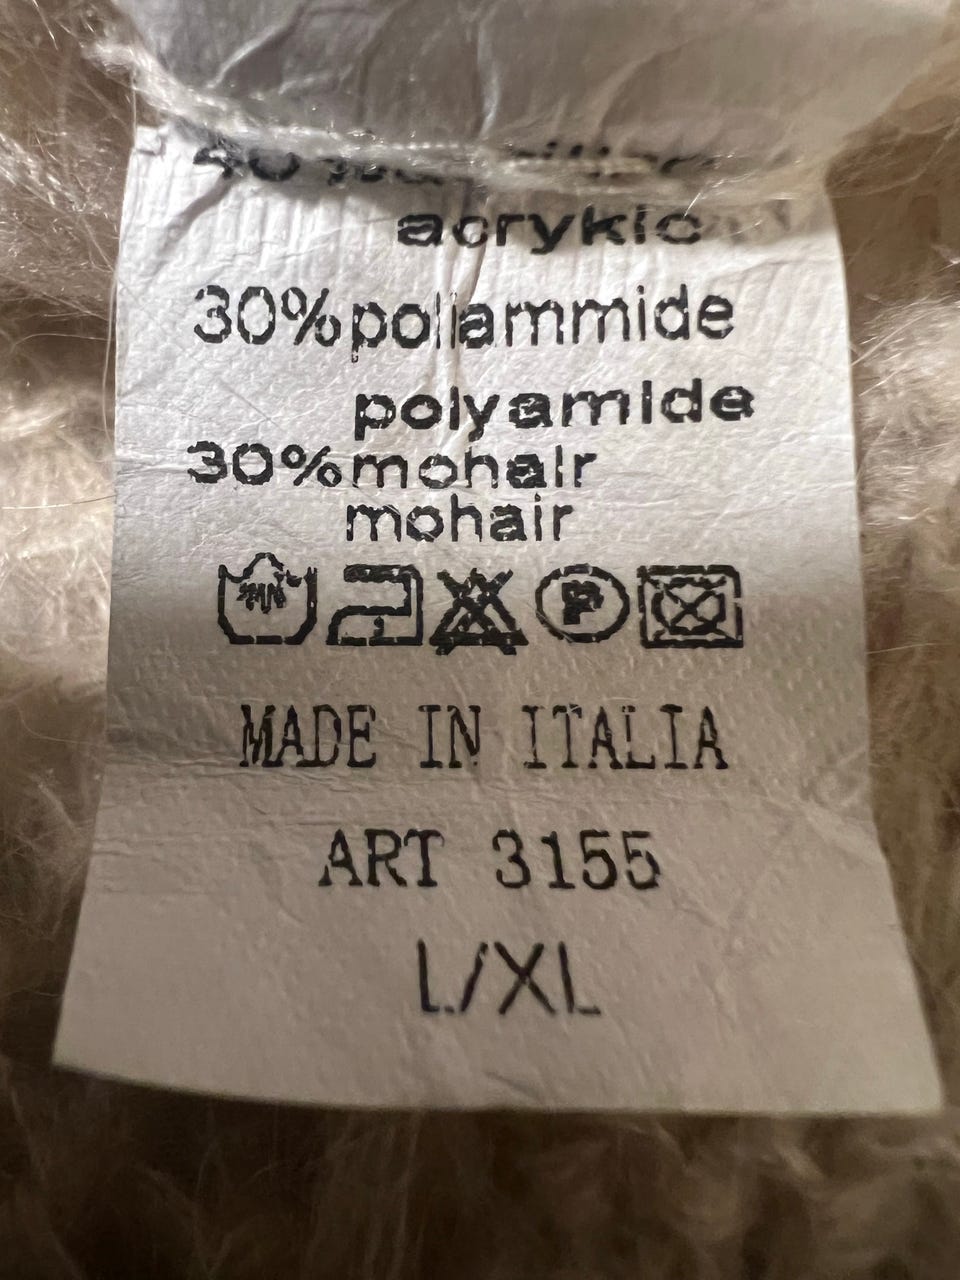 acrykic
30% poliammide
polyamide
30% mohair
mohair
P
MADE IN ITALIA
ART 3155
L/XL